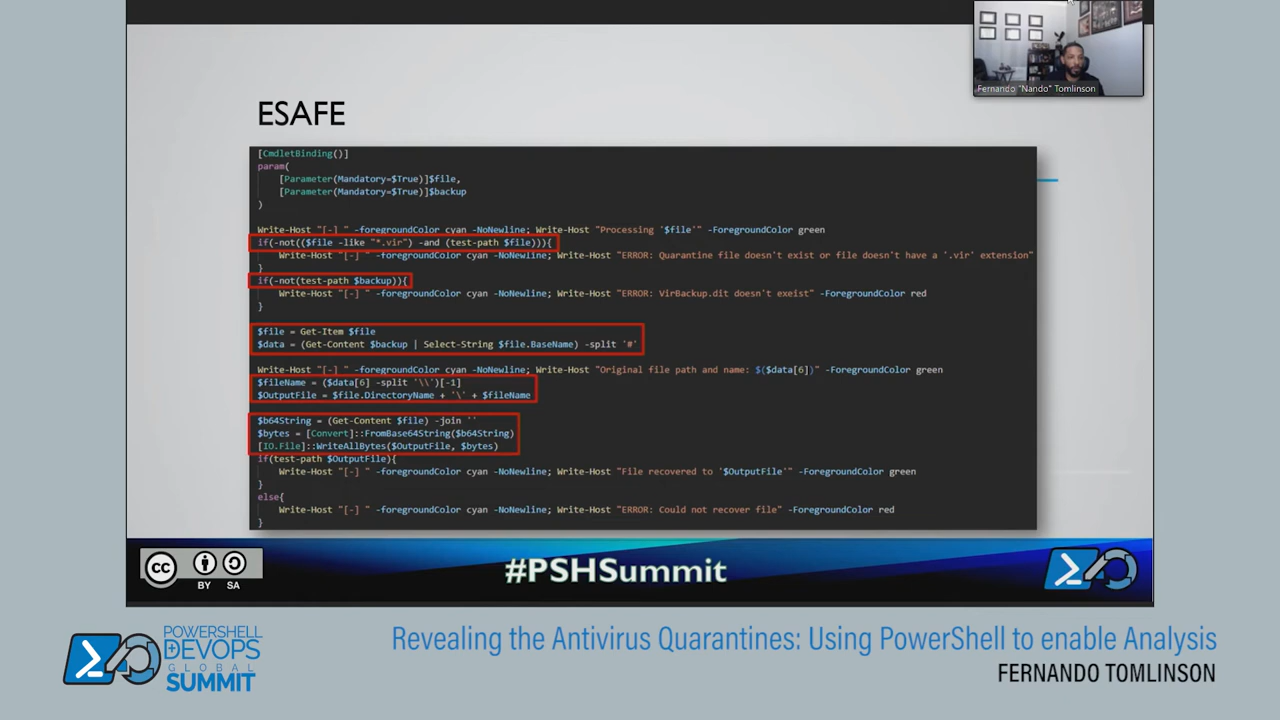 Fernando "Nando" Tomlinson
ESAFE
[CmdletBinding()]
param(
[Parameter(Mandatory=$True)]$file,
[Parameter(Mandatory=$True)]$backup
)
Write-Host "[-] " -foregroundColor cyan -NoNewline; Write-Host "Processing '$file'" -ForegroundColor green
if(-not(($file -like "*.vir") -and (test-path $file))){
Write-Host "[-] " -foregroundColor cyan -NoNewline; Write-Host "ERROR: Quarantine file doesn't exist or file doesn't have a '.vir' extension"
}
if(-not(test-path $backup)){
Write-Host "[-] " -foregroundColor cyan -NoNewline; Write-Host "ERROR: VirBackup.dit doesn't exeist" -ForegroundColor red
}
$file = Get-Item $file
$data = (Get-Content $backup | Select-String $file.BaseName) -split '#'
Write-Host "[-] " -foregroundColor cyan -NoNewline; Write-Host "Original file path and name: $($data[6])" -ForegroundColor green
$fileName = ($data[6] -split '\\')[-1]
$OutputFile = $file.DirectoryName + '\' + $fileName
$b64String = (Get-Content $file) -join ''
$bytes = [Convert]::FromBase64String($b64String)
[IO.File]::WriteAllBytes($OutputFile, $bytes)
if(test-path $OutputFile){
Write-Host "[-] " -foregroundColor cyan -NoNewline; Write-Host "File recovered to '$OutputFile'" -ForegroundColor green
}
else{
Write-Host "[-] " -foregroundColor cyan -NoNewline; Write-Host "ERROR: Could not recover file" -ForegroundColor red
}
cc
BY SA
#PSHSummit
POWERSHELL
DEVOPS
GLOBAL
SUMMIT
Revealing the Antivirus Quarantines: Using PowerShell to enable Analysis
FERNANDO TOMLINSON